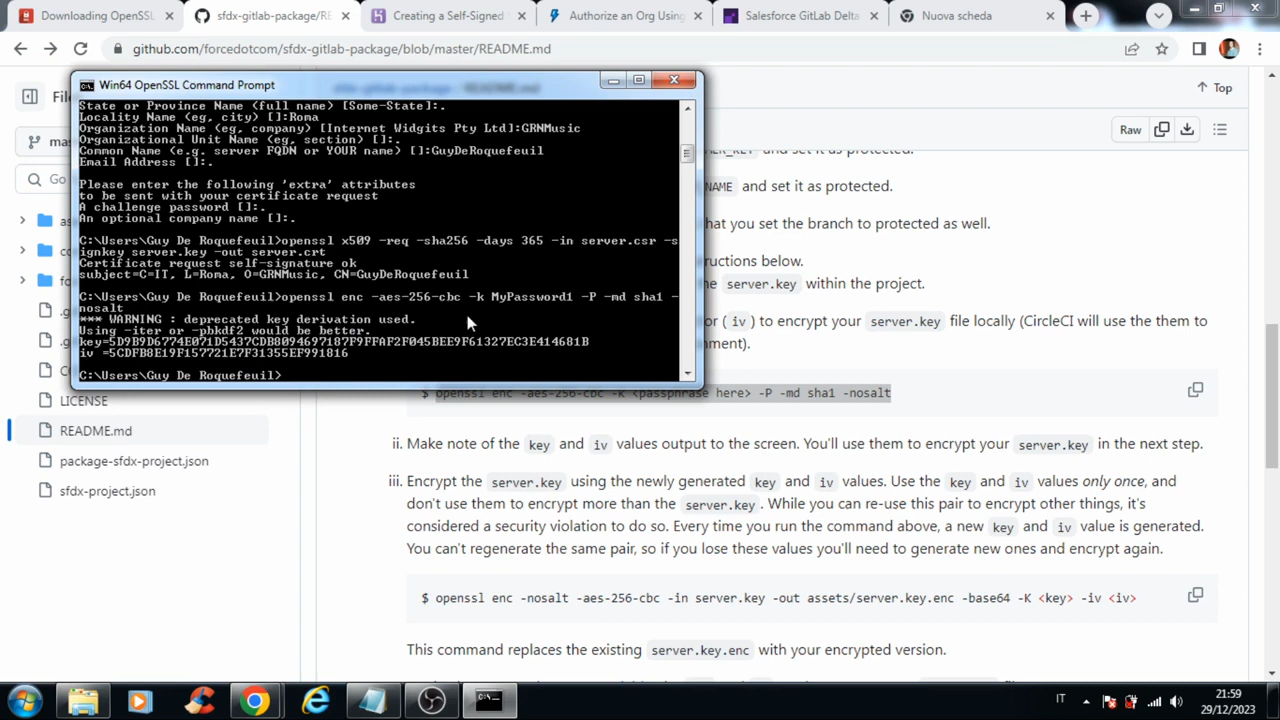 Downloading OpenSSL
sfdx-gitlab-package/RE
Creating a Self-Signed
Authorize an Org Using
Salesforce GitLab Delta
Nuova scheda
github.com/forcedotcom/sfdx-gitlab-package/blob/master/README.md
Top
Raw
Win64 OpenSSL Command Prompt
State or Province Name (full name) [Some-State]:.
Locality Name (eg, city) []:Roma
Organization Name (eg, company) [Internet Widgits Pty Ltd]:GRNMusic
Organizational Unit Name (eg, section) []:.
Common Name (e.g. server FQDN or YOUR name) []:GuyDeRoquefeuil
Email Address []:.
Please enter the following 'extra' attributes
to be sent with your certificate request
A challenge password []:.
An optional company name []:.
C:\Users\Guy De Roquefeuil>openssl x509 -req -sha256 -days 365 -in server.csr -s
ignkey server.key -out server.crt
Certificate request self-signature ok
subject=C=IT, L=Roma, O=GRNMusic, CN=GuyDeRoquefeuil
C:\Users\Guy De Roquefeuil>openssl enc -aes-256-cbc -k MyPassword1 -P -md sha1 -
nosalt
*** WARNING : deprecated key derivation used.
Using -iter or -pbkdf2 would be better.
key=5D9B9D6774E071D5437CDB8094697187F9FFAF2F045BEE9F61327EC3E414681B
iv =5CDFB8E19F157721E7F31355EF991816
C:\Users\Guy De Roquefeuil>
and set it as protected.
NAME and set it as protected.
that you set the branch to protected as well.
tructions below.
the server.key within the project.
or ( iv ) to encrypt your server.key file locally (CircleCI will use the them to
ment).
$ openssl enc -aes-256-cbc -k <passphrase here> -P -md sha1 -nosalt
ii. Make note of the key and iv values output to the screen. You'll use them to encrypt your server.key in the next step.
iii. Encrypt the server.key using the newly generated key and iv values. Use the key and iv values only once, and
don't use them to encrypt more than the server.key. While you can re-use this pair to encrypt other things, it's
considered a security violation to do so. Every time you run the command above, a new key and iv value is generated.
You can't regenerate the same pair, so if you lose these values you'll need to generate new ones and encrypt again.
$ openssl enc -nosalt -aes-256-cbc -in server.key -out assets/server.key.enc -base64 -K <key> -iv <iv>
This command replaces the existing server.key.enc with your encrypted version.
Fil
ma
Go
as
co
fo
.g
.g
CO
LICENSE
README.md
package-sfdx-project.json
sfdx-project.json
IT
21:59
29/12/2023